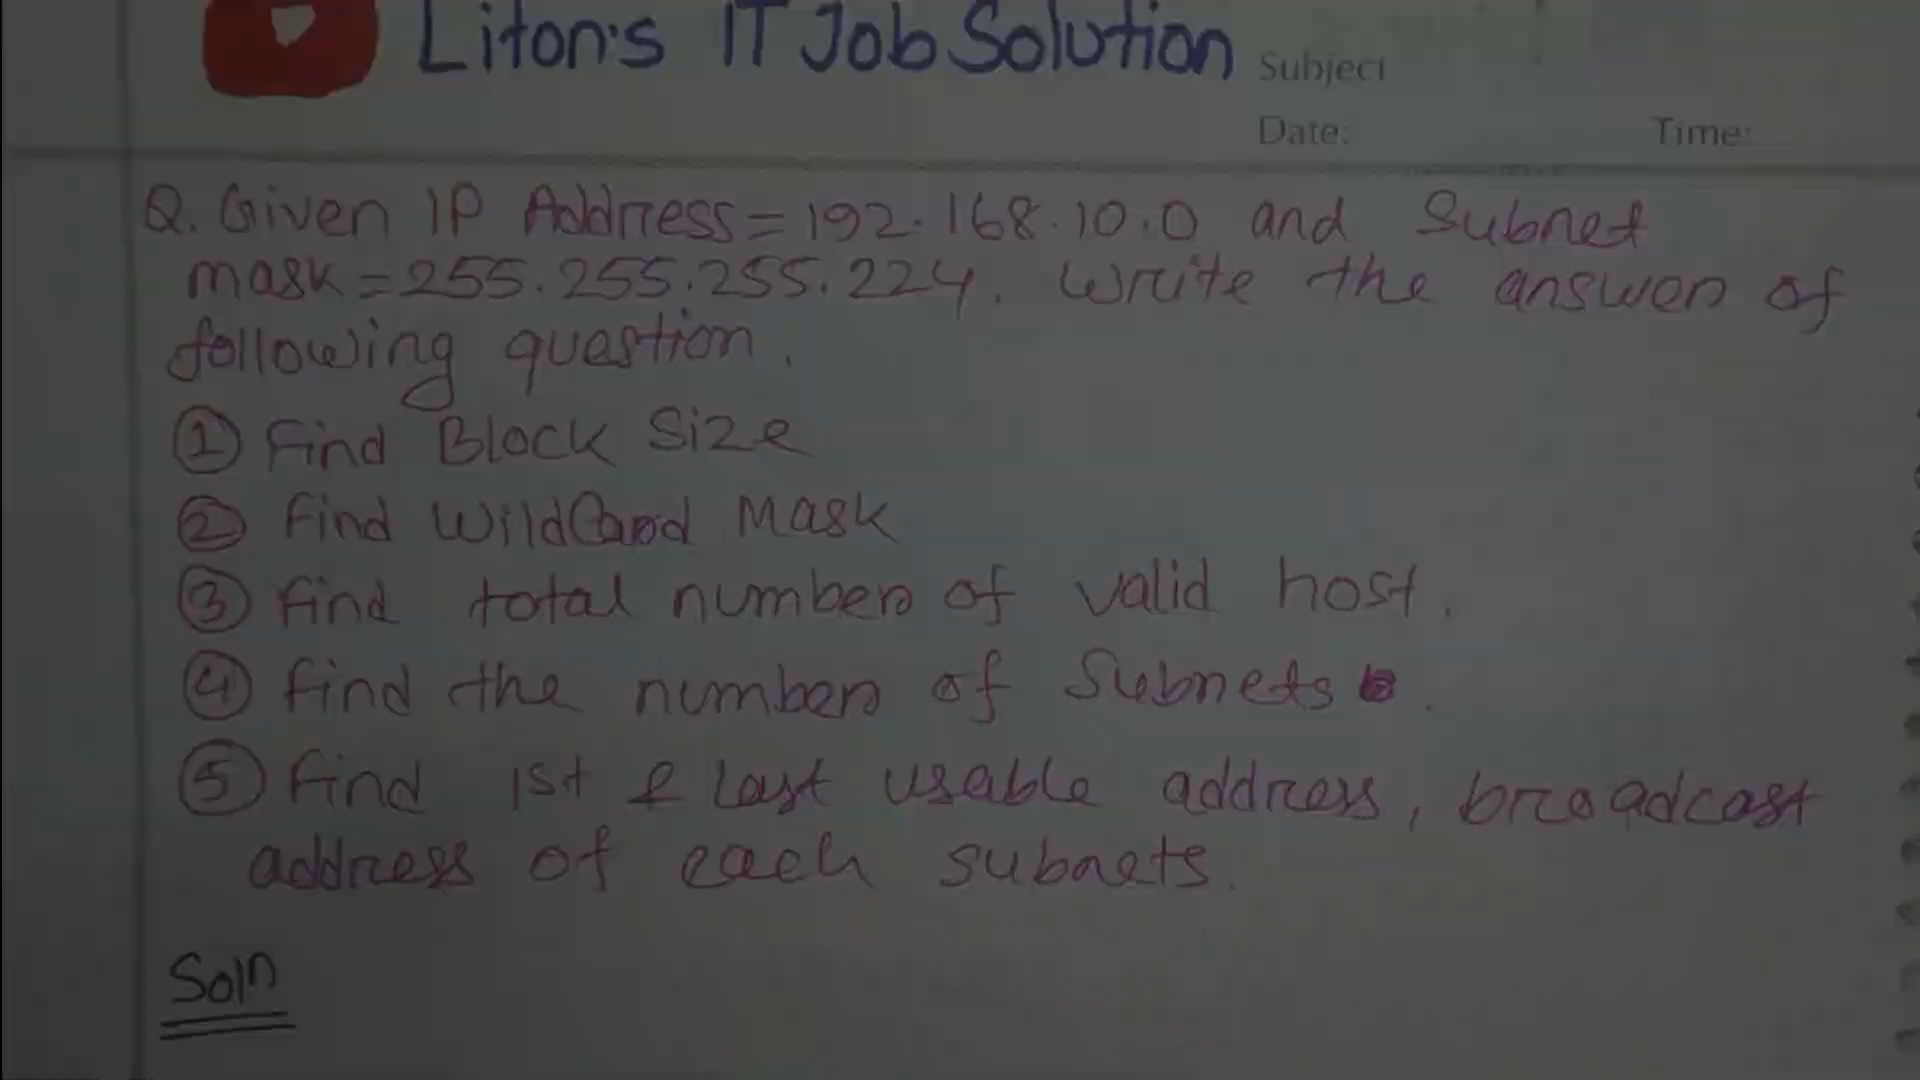 Liton's IT Job Solution
Subject
Date:
Time:
Q. Given IP Address = 192.168.10.0 and Subnet
mask = 255.255.255.224. Write the answer of
following question.
① Find Block Size
② Find WildCard Mask
③ Find total number of valid host.
④ Find the number of Subnets.
⑤ Find 1st & Last usable address, broadcast
address of each subnets.
Soln